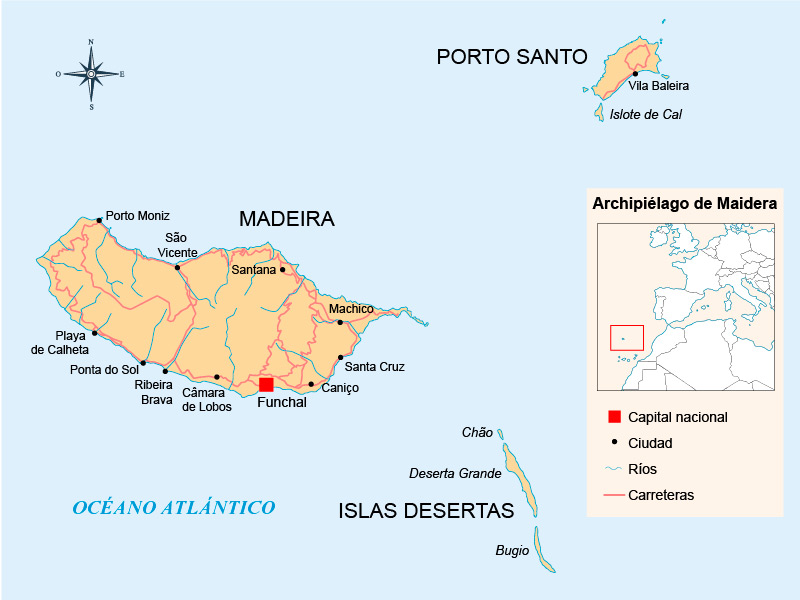 N
O
E
S
PORTO SANTO
Vila Baleira
Islote de Cal
Archipiélago de Maidera
MADEIRA
Porto Moniz
São
Vicente
Santana
Machico
Playa
de Calheta
Ponta do Sol
Ribeira
Brava
Câmara
de Lobos
Funchal
Caniço
Santa Cruz
Chão
Deserta Grande
ISLAS DESERTAS
Bugio
OCÉANO ATLÁNTICO
Capital nacional
Ciudad
Ríos
Carreteras